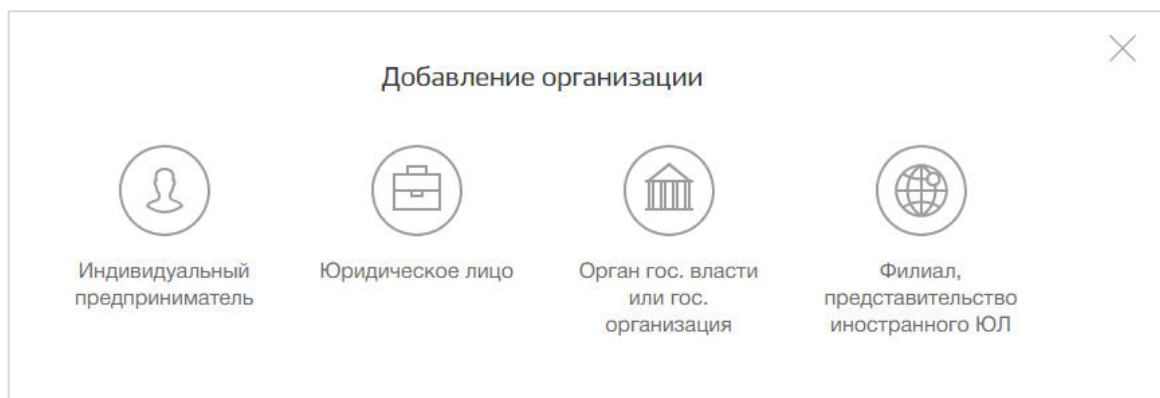 Добавление организации
Индивидуальный
предприниматель
Юридическое лицо
Орган гос. власти
или гос.
организация
Филиал,
представительство
иностранного ЮЛ